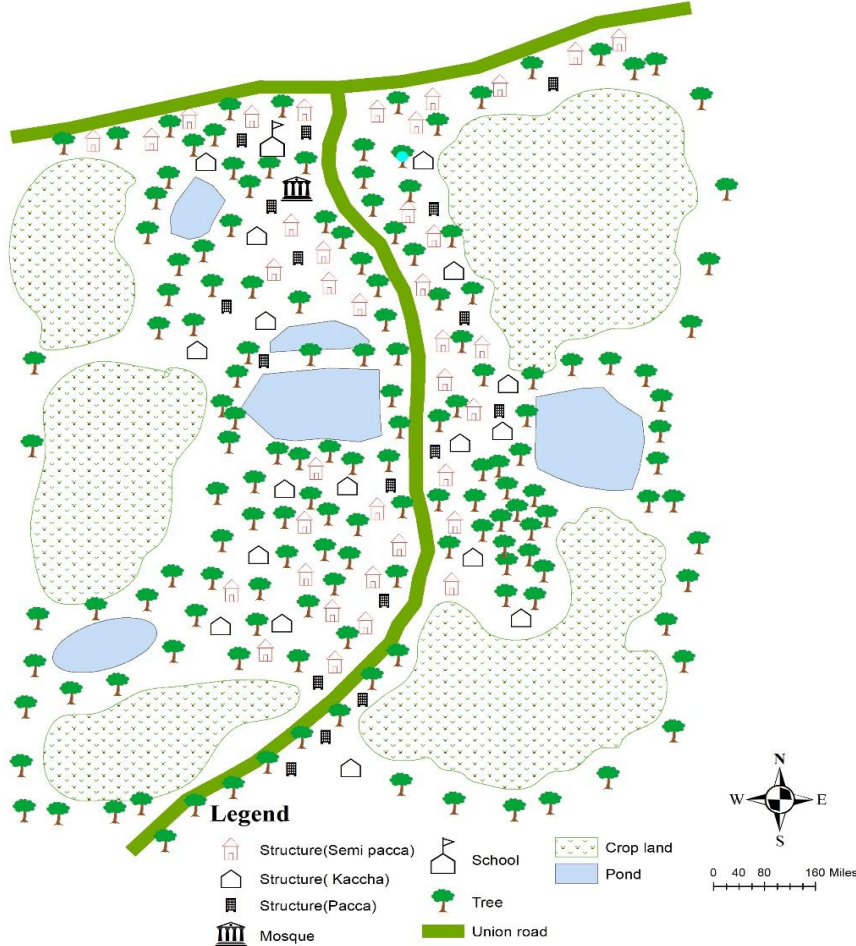 N
W E
S
Legend
Structure(Semi pacca)
Structure( Kaccha)
Structure(Pacca)
Mosque
School
Tree
Union road
Crop land
Pond
0 40 80 160 Miles